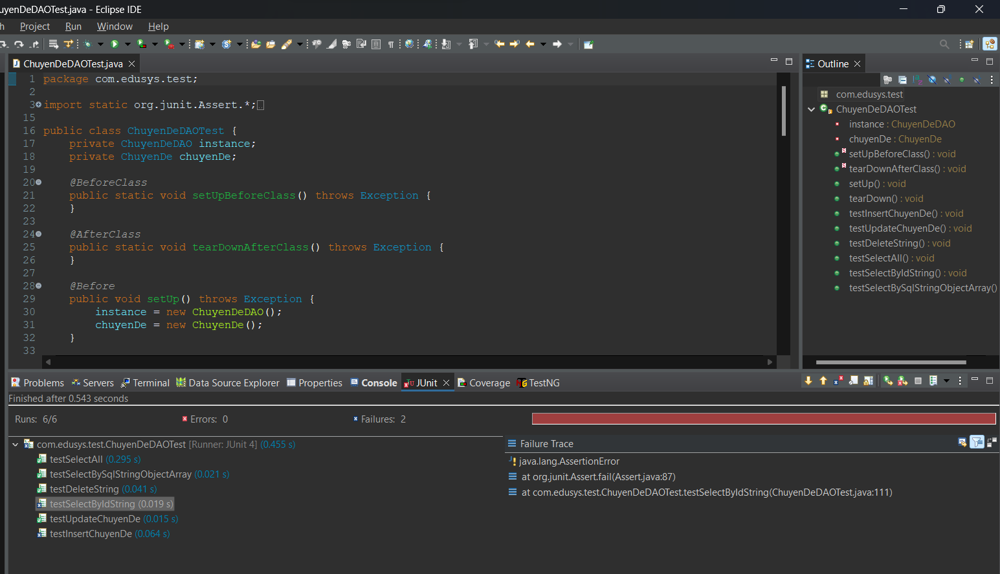 uyenDeDAOTest.java - Eclipse IDE
h Project Run Window Help
ChuyenDeDAOTest.java
1 package com.edusys.test;
2
3 import static org.junit.Assert.*;
15
16 public class ChuyenDeDAOTest {
17 private ChuyenDeDAO instance;
18 private ChuyenDe chuyenDe;
19
20 @BeforeClass
21 public static void setUpBeforeClass() throws Exception {
22 }
23
24 @AfterClass
25 public static void tearDownAfterClass() throws Exception {
26 }
27
28 @Before
29 public void setUp() throws Exception {
30 instance = new ChuyenDeDAO();
31 chuyenDe = new ChuyenDe();
32 }
33
Outline
com.edusys.test
ChuyenDeDAOTest
instance : ChuyenDeDAO
chuyenDe : ChuyenDe
setUpBeforeClass() : void
tearDownAfterClass() : void
setUp() : void
tearDown() : void
testInsertChuyenDe() : void
testUpdateChuyenDe() : void
testDeleteString() : void
testSelectAll() : void
testSelectByIdString() : void
testSelectBySqlStringObjectArray()
Problems Servers Terminal Data Source Explorer Properties Console JUnit Coverage TestNG
Finished after 0.543 seconds
Runs: 6/6 Errors: 0 Failures: 2
com.edusys.test.ChuyenDeDAOTest [Runner: JUnit 4] (0.455 s)
testSelectAll (0.295 s)
testSelectBySqlStringObjectArray (0.021 s)
testDeleteString (0.041 s)
testSelectByIdString (0.019 s)
testUpdateChuyenDe (0.015 s)
testInsertChuyenDe (0.064 s)
Failure Trace
java.lang.AssertionError
at org.junit.Assert.fail(Assert.java:87)
at com.edusys.test.ChuyenDeDAOTest.testSelectByIdString(ChuyenDeDAOTest.java:111)